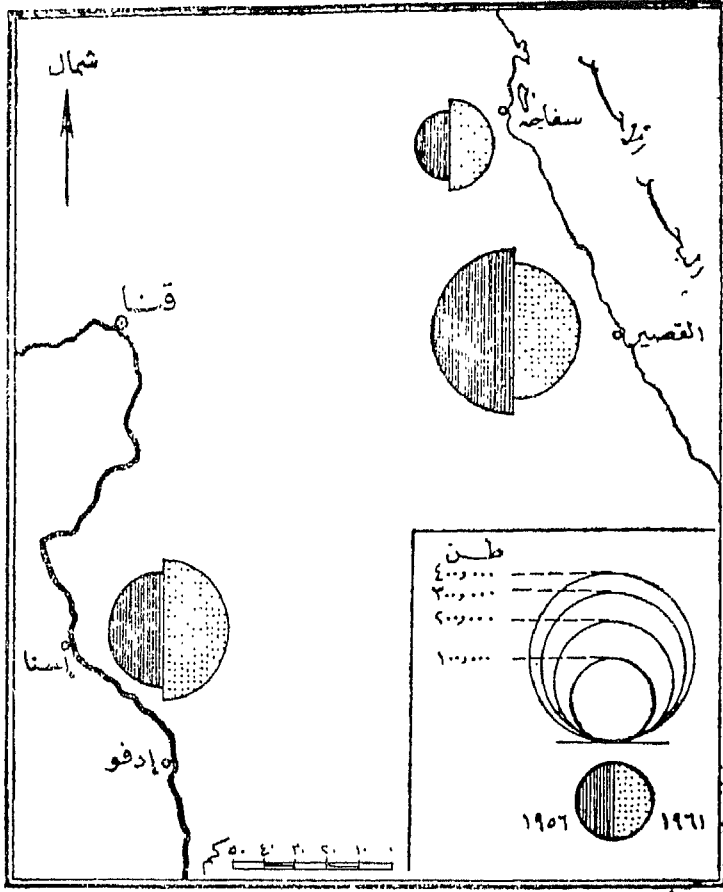 شمال
سفاجة
البحر
الأحمر
قنا
القصير
إسنا
إدفو
طن
٤٠٠,٠٠٠
٣٠٠,٠٠٠
٢٠٠,٠٠٠
١٠٠,٠٠٠
١٩٥٦ ١٩٦١
كم ٥٠ ٤٠ ٣٠ ٢٠ ١٠ ٠